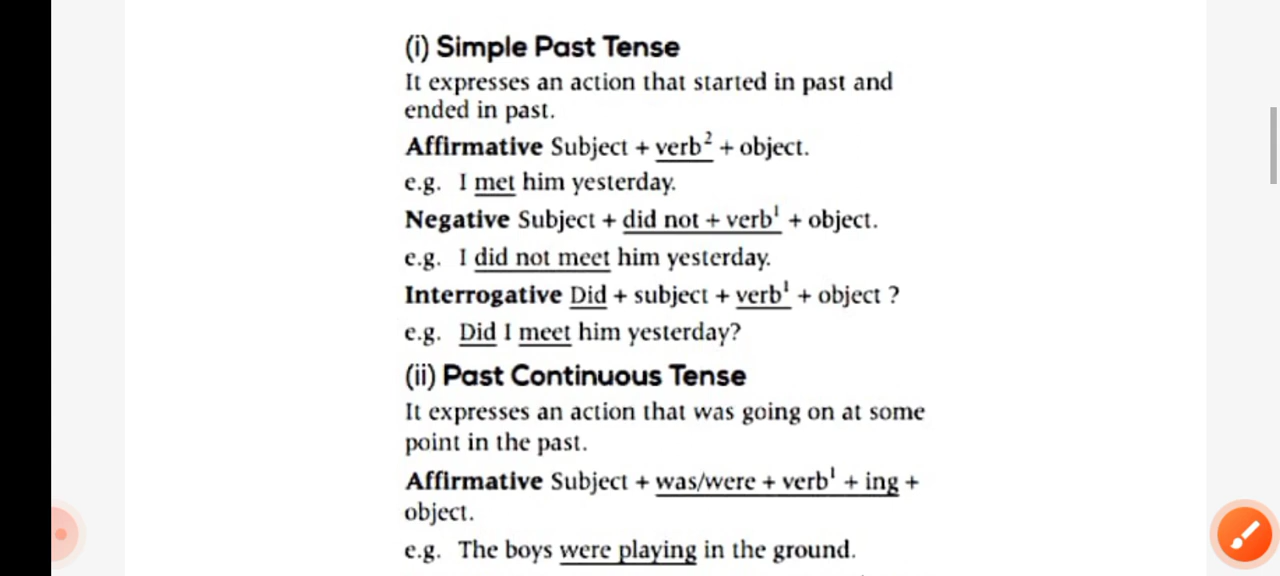 (i) Simple Past Tense
It expresses an action that started in past and
ended in past.
Affirmative Subject + verb² + object.
e.g. I met him yesterday.
Negative Subject + did not + verb¹ + object.
e.g. I did not meet him yesterday.
Interrogative Did + subject + verb¹ + object ?
e.g. Did I meet him yesterday?
(ii) Past Continuous Tense
It expresses an action that was going on at some
point in the past.
Affirmative Subject + was/were + verb¹ + ing +
object.
e.g. The boys were playing in the ground.